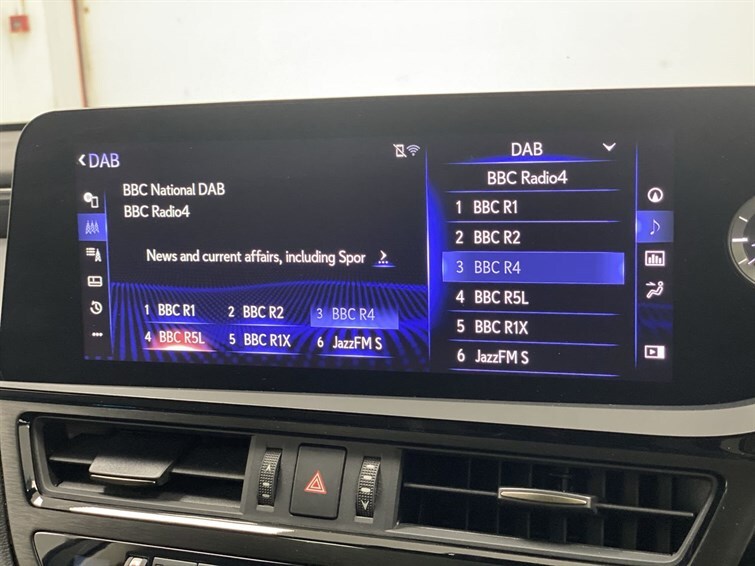 DAB
BBC National DAB
BBC Radio4
News and current affairs, including Spor
1 BBC R1 2 BBC R2 3 BBC R4
4 BBC R5L 5 BBC R1X 6 JazzFM S
DAB
BBC Radio4
1 BBC R1
2 BBC R2
3 BBC R4
4 BBC R5L
5 BBC R1X
6 JazzFM S